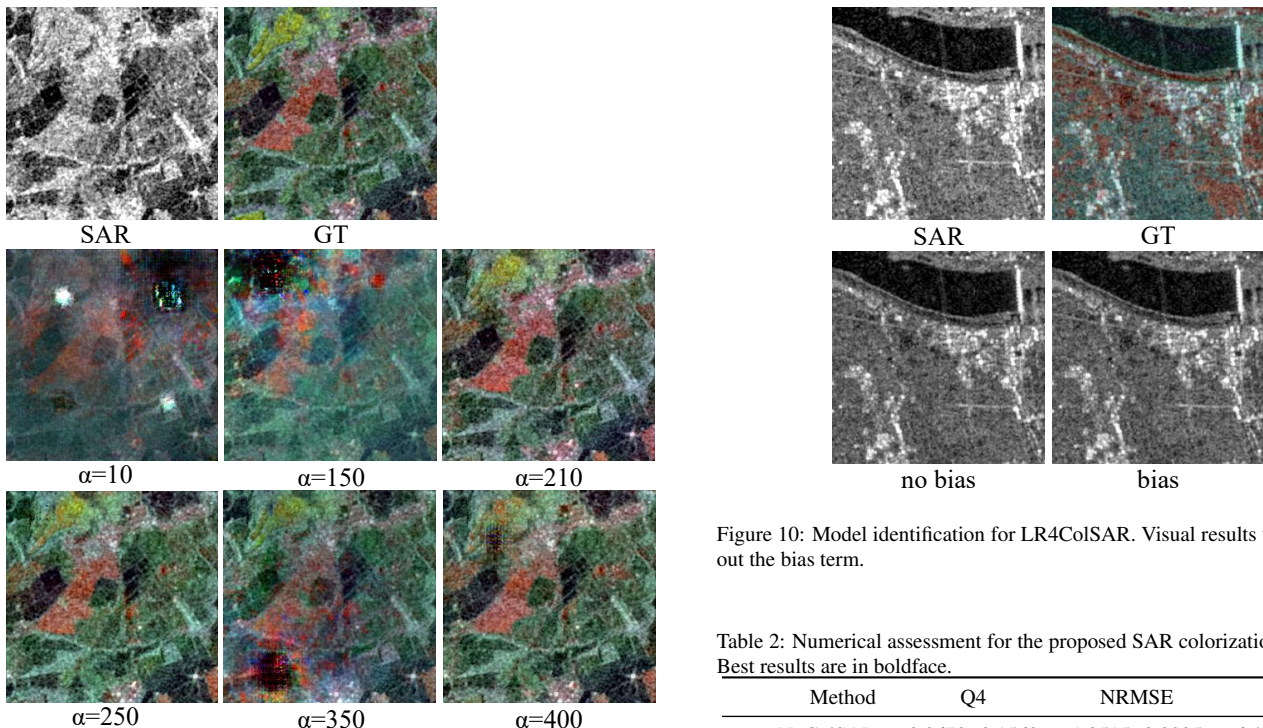 SAR GT
α=10 α=150 α=210
α=250 α=350 α=400
SAR GT
no bias bias
Figure 10: Model identification for LR4ColSAR. Visual results
out the bias term.
Table 2: Numerical assessment for the proposed SAR
Best results are in boldface.
Method Q4 NRMSE